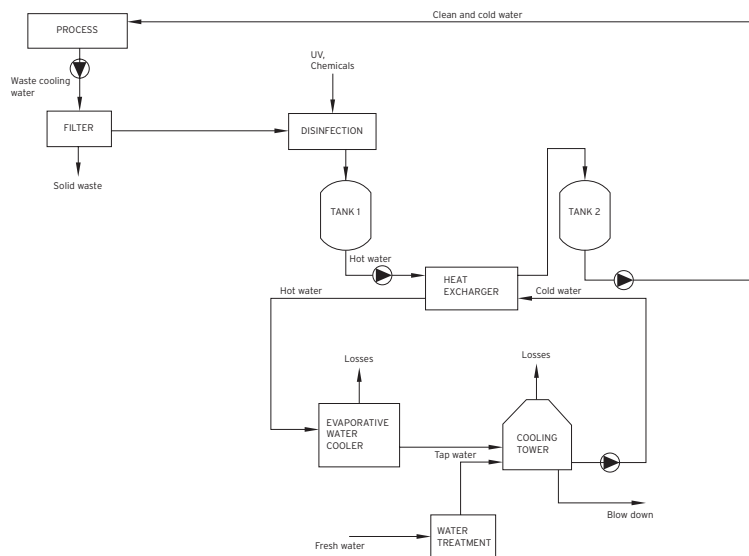 Clean and cold water
PROCESS
UV,
Chemicals
Waste cooling
water
FILTER
DISINFECTION
Solid waste
TANK 1
TANK 2
Hot water
HEAT
EXCHARGER
Hot water
Cold water
Losses
Losses
EVAPORATIVE
WATER
COOLER
COOLING
TOWER
Tap water
Blow down
WATER
TREATMENT
Fresh water